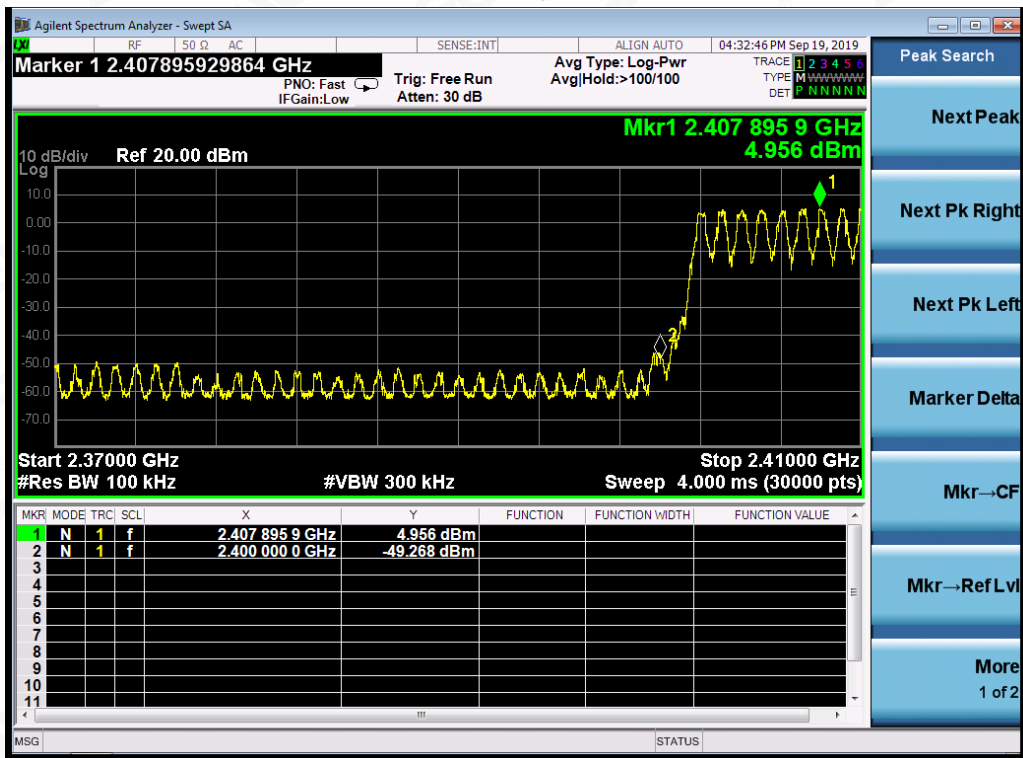 Agilent Spectrum Analyzer - Swept SA
LXI RF 50 Ω AC SENSE:INT ALIGN AUTO 04:32:46 PM Sep 19, 2019
Marker 1 2.407895929864 GHz
PNO: Fast
IFGain:Low
Trig: Free Run
Atten: 30 dB
Avg Type: Log-Pwr
Avg|Hold:>100/100
TRACE 1 2 3 4 5 6
TYPE M WWWWW
DET P N N N N N
Mkr1 2.407 895 9 GHz
4.956 dBm
10 dB/div Ref 20.00 dBm
Log
10.0
0.00
-10.0
-20.0
-30.0
-40.0
-50.0
-60.0
-70.0
1
2
Start 2.37000 GHz Stop 2.41000 GHz
#Res BW 100 kHz #VBW 300 kHz Sweep 4.000 ms (30000 pts)
MKR MODE TRC SCL X Y FUNCTION FUNCTION WIDTH FUNCTION VALUE
1 N 1 f 2.407 895 9 GHz 4.956 dBm
2 N 1 f 2.400 000 0 GHz -49.268 dBm
3
4
5
6
7
8
9
10
11
MSG STATUS
Peak Search
Next Peak
Next Pk Right
Next Pk Left
Marker Delta
Mkr→CF
Mkr→Ref Lvl
More
1 of 2